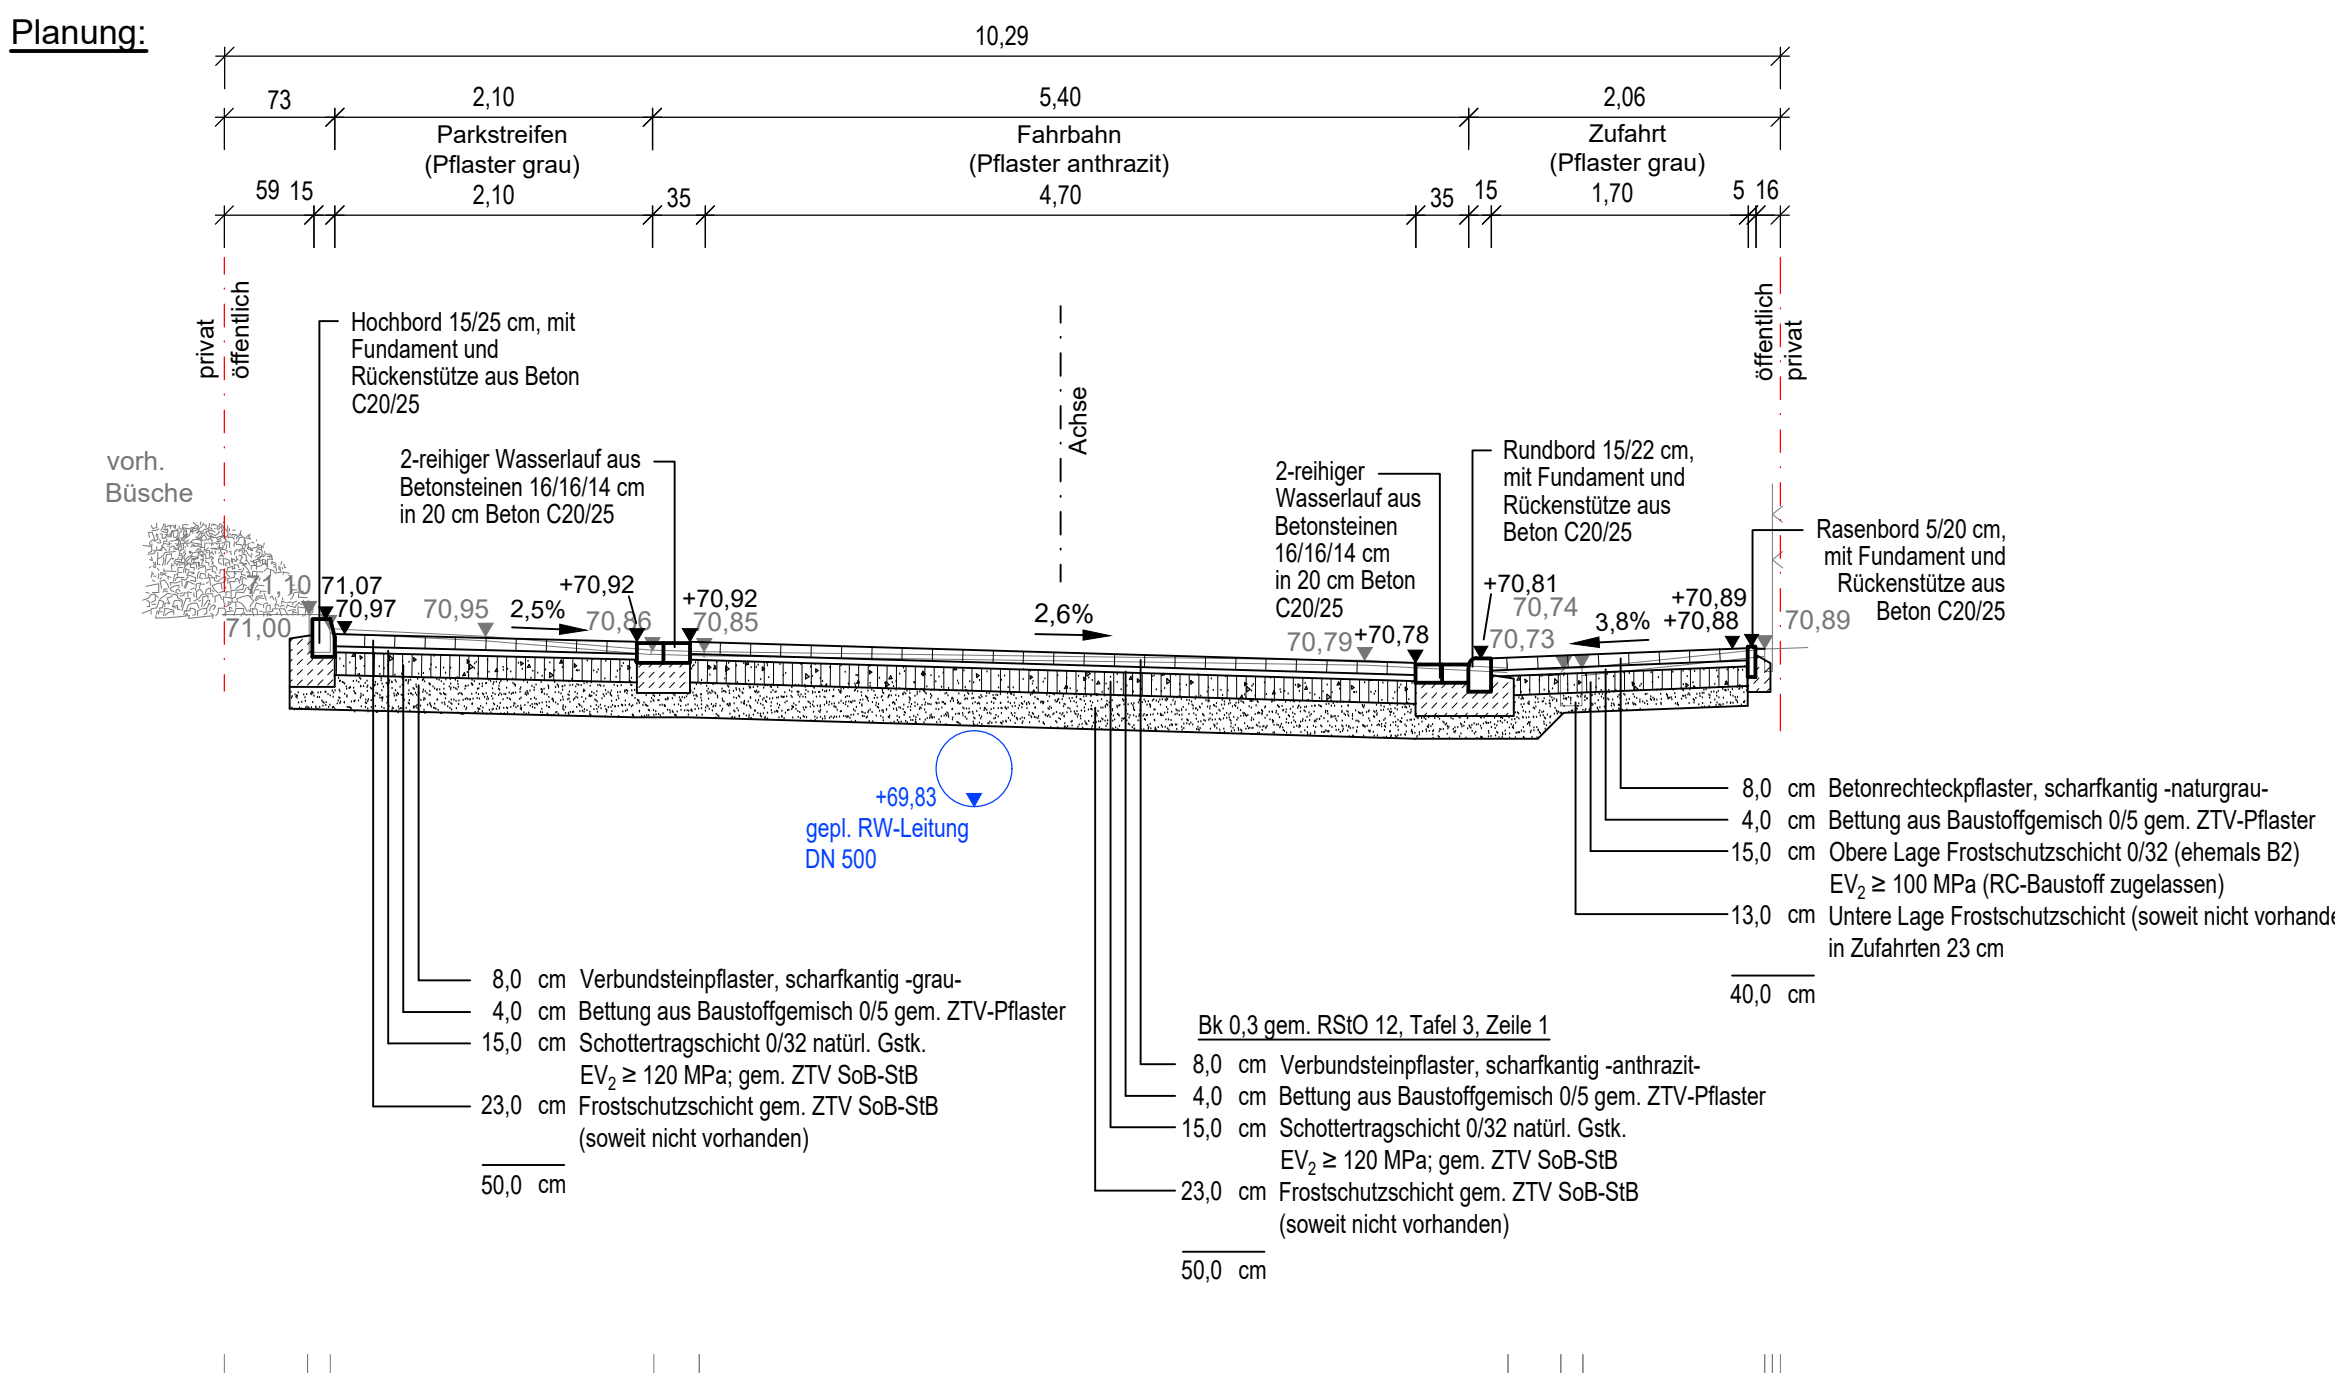 Planung:
10,29
73
2,10
5,40
2,06
Parkstreifen
(Pflaster grau)
Fahrbahn
(Pflaster anthrazit)
Zufahrt
(Pflaster grau)
59
15
2,10
35
4,70
35
15
1,70
5
16
privat
öffentlich
öffentlich
privat
Hochbord 15/25 cm, mit
Fundament und
Rückenstütze aus Beton
C20/25
Achse
vorh.
Büsche
2-reihiger Wasserlauf aus
Betonsteinen 16/16/14 cm
in 20 cm Beton C20/25
2-reihiger
Wasserlauf aus
Betonsteinen
16/16/14 cm
in 20 cm Beton
C20/25
Rundbord 15/22 cm,
mit Fundament und
Rückenstütze aus
Beton C20/25
Rasenbord 5/20 cm,
mit Fundament und
Rückenstütze aus
Beton C20/25
71,10
71,07
70,97
71,00
70,95
2,5%
+70,92
70,86
+70,92
70,85
2,6%
70,79
+70,78
+70,81
70,74
70,73
3,8%
+70,89
+70,88
70,89
+69,83
gepl. RW-Leitung
DN 500
8,0 cm Betonrechteckpflaster, scharfkantig -naturgrau-
4,0 cm Bettung aus Baustoffgemisch 0/5 gem. ZTV-Pflaster
15,0 cm Obere Lage Frostschutzschicht 0/32 (ehemals B2)
EV2 ≥ 100 MPa (RC-Baustoff zugelassen)
13,0 cm Untere Lage Frostschutzschicht (soweit nicht vorhande
in Zufahrten 23 cm
40,0 cm
8,0 cm Verbundsteinpflaster, scharfkantig -grau-
4,0 cm Bettung aus Baustoffgemisch 0/5 gem. ZTV-Pflaster
15,0 cm Schottertragschicht 0/32 natürl. Gstk.
EV2 ≥ 120 MPa; gem. ZTV SoB-StB
23,0 cm Frostschutzschicht gem. ZTV SoB-StB
(soweit nicht vorhanden)
50,0 cm
Bk 0,3 gem. RStO 12, Tafel 3, Zeile 1
8,0 cm Verbundsteinpflaster, scharfkantig -anthrazit-
4,0 cm Bettung aus Baustoffgemisch 0/5 gem. ZTV-Pflaster
15,0 cm Schottertragschicht 0/32 natürl. Gstk.
EV2 ≥ 120 MPa; gem. ZTV SoB-StB
23,0 cm Frostschutzschicht gem. ZTV SoB-StB
(soweit nicht vorhanden)
50,0 cm